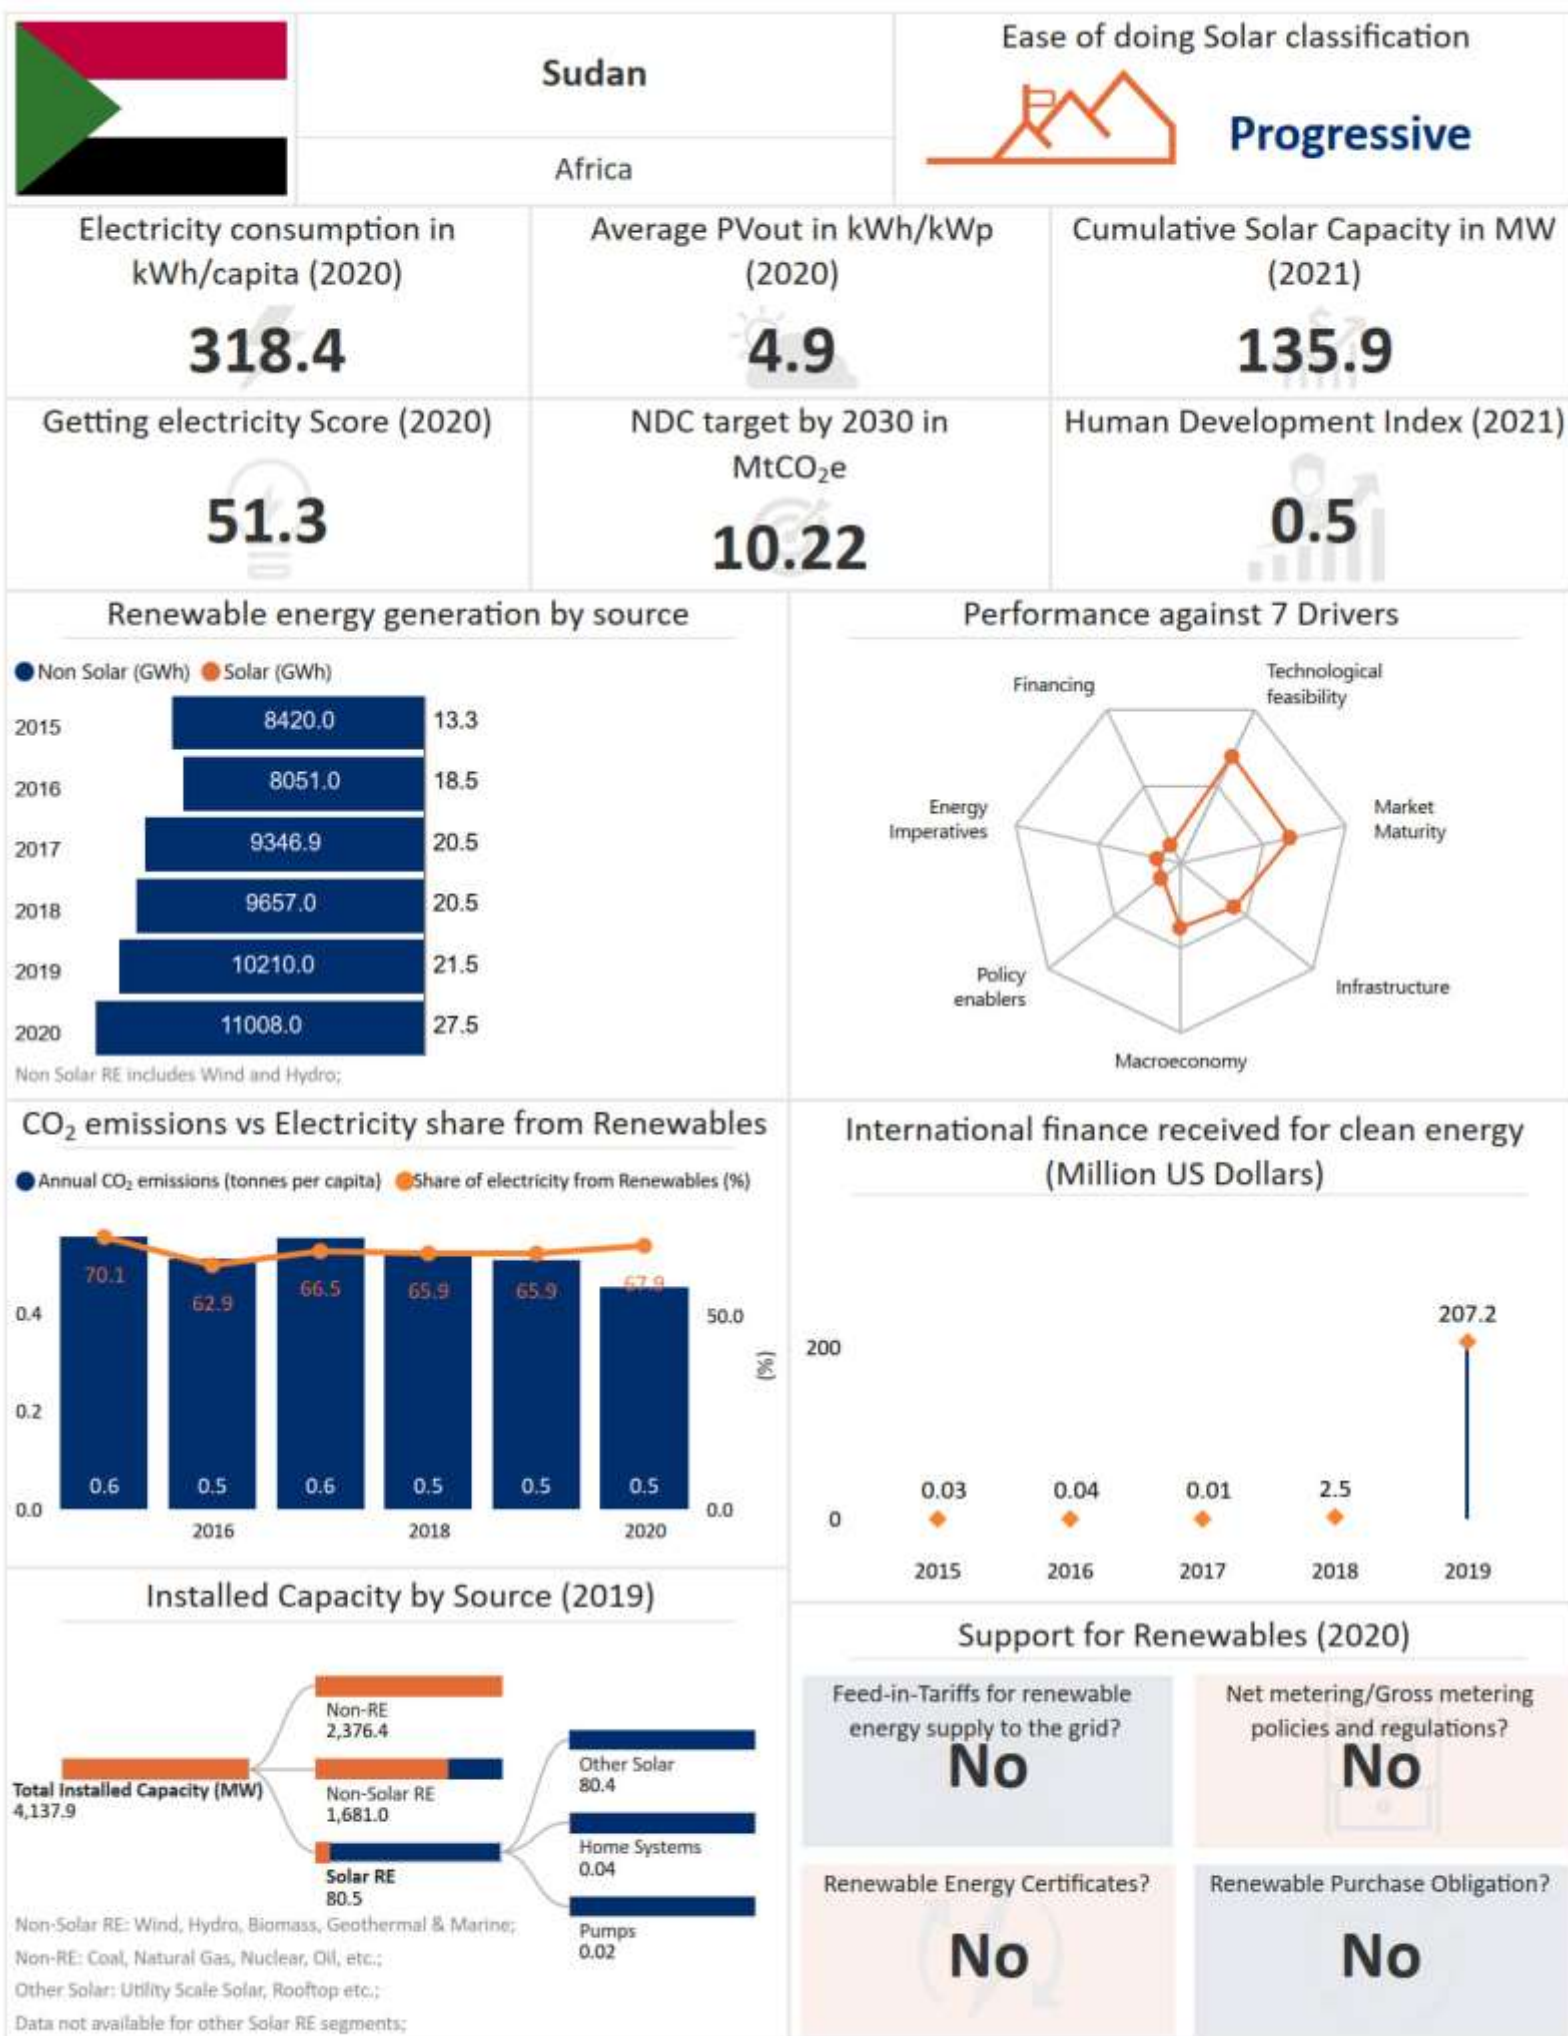 Sudan
Africa
Ease of doing Solar classification
Progressive
Electricity consumption in
kWh/capita (2020)
318.4
Average PVout in kWh/kWp
(2020)
4.9
Cumulative Solar Capacity in MW
(2021)
135.9
Getting electricity Score (2020)
51.3
NDC target by 2030 in
MtCO₂e
10.22
Human Development Index (2021)
0.5
Renewable energy generation by source
Non Solar (GWh) Solar (GWh)
2015 8420.0 13.3
2016 8051.0 18.5
2017 9346.9 20.5
2018 9657.0 20.5
2019 10210.0 21.5
2020 11008.0 27.5
Non Solar RE includes Wind and Hydro;
Performance against 7 Drivers
Technological
feasibility
Financing
Market
Maturity
Energy
Imperatives
Policy
enablers
Infrastructure
Macroeconomy
CO₂ emissions vs Electricity share from Renewables
Annual CO₂ emissions (tonnes per capita) Share of electricity from Renewables (%)
70.1 62.9 66.5 65.9 65.9 67.9
0.4 50.0
(%)
0.2
0.6 0.5 0.6 0.5 0.5 0.5
0.0 0.0
2016 2018 2020
International finance received for clean energy
(Million US Dollars)
207.2
200
0.03 0.04 0.01 2.5
0
2015 2016 2017 2018 2019
Installed Capacity by Source (2019)
Non-RE
2,376.4
Total Installed Capacity (MW)
4,137.9
Non-Solar RE
1,681.0
Solar RE
80.5
Other Solar
80.4
Home Systems
0.04
Pumps
0.02
Non-Solar RE: Wind, Hydro, Biomass, Geothermal & Marine;
Non-RE: Coal, Natural Gas, Nuclear, Oil, etc.;
Other Solar: Utility Scale Solar, Rooftop etc.;
Data not available for other Solar RE segments;
Support for Renewables (2020)
Feed-in-Tariffs for renewable
energy supply to the grid?
No
Net metering/Gross metering
policies and regulations?
No
Renewable Energy Certificates?
No
Renewable Purchase Obligation?
No